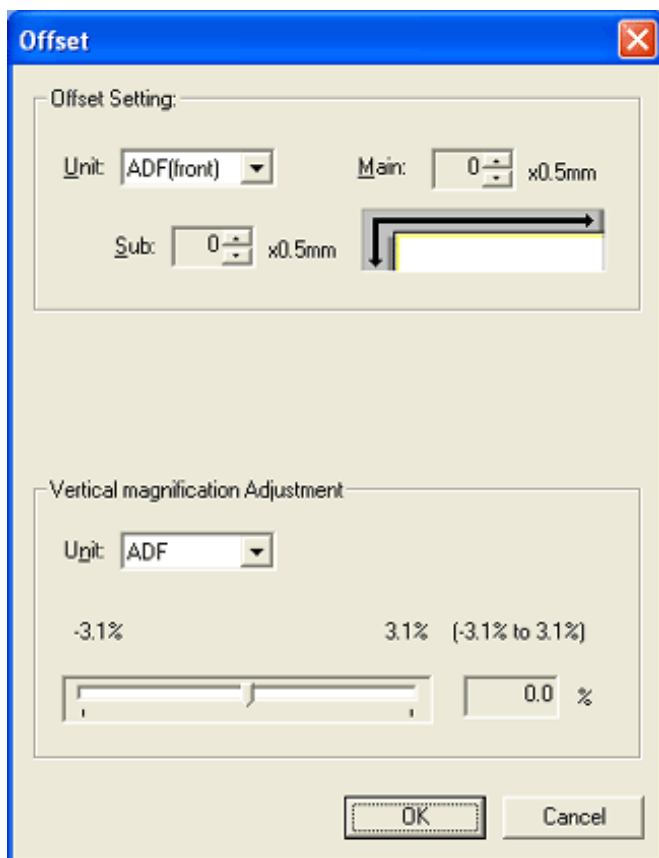 Offset
Offset Setting:
Unit: ADF(front) Main: 0 x0.5mm
Sub: 0 x0.5mm
Vertical magnification Adjustment
Unit: ADF
-3.1% 3.1% (-3.1% to 3.1%)
0.0 %
OK Cancel